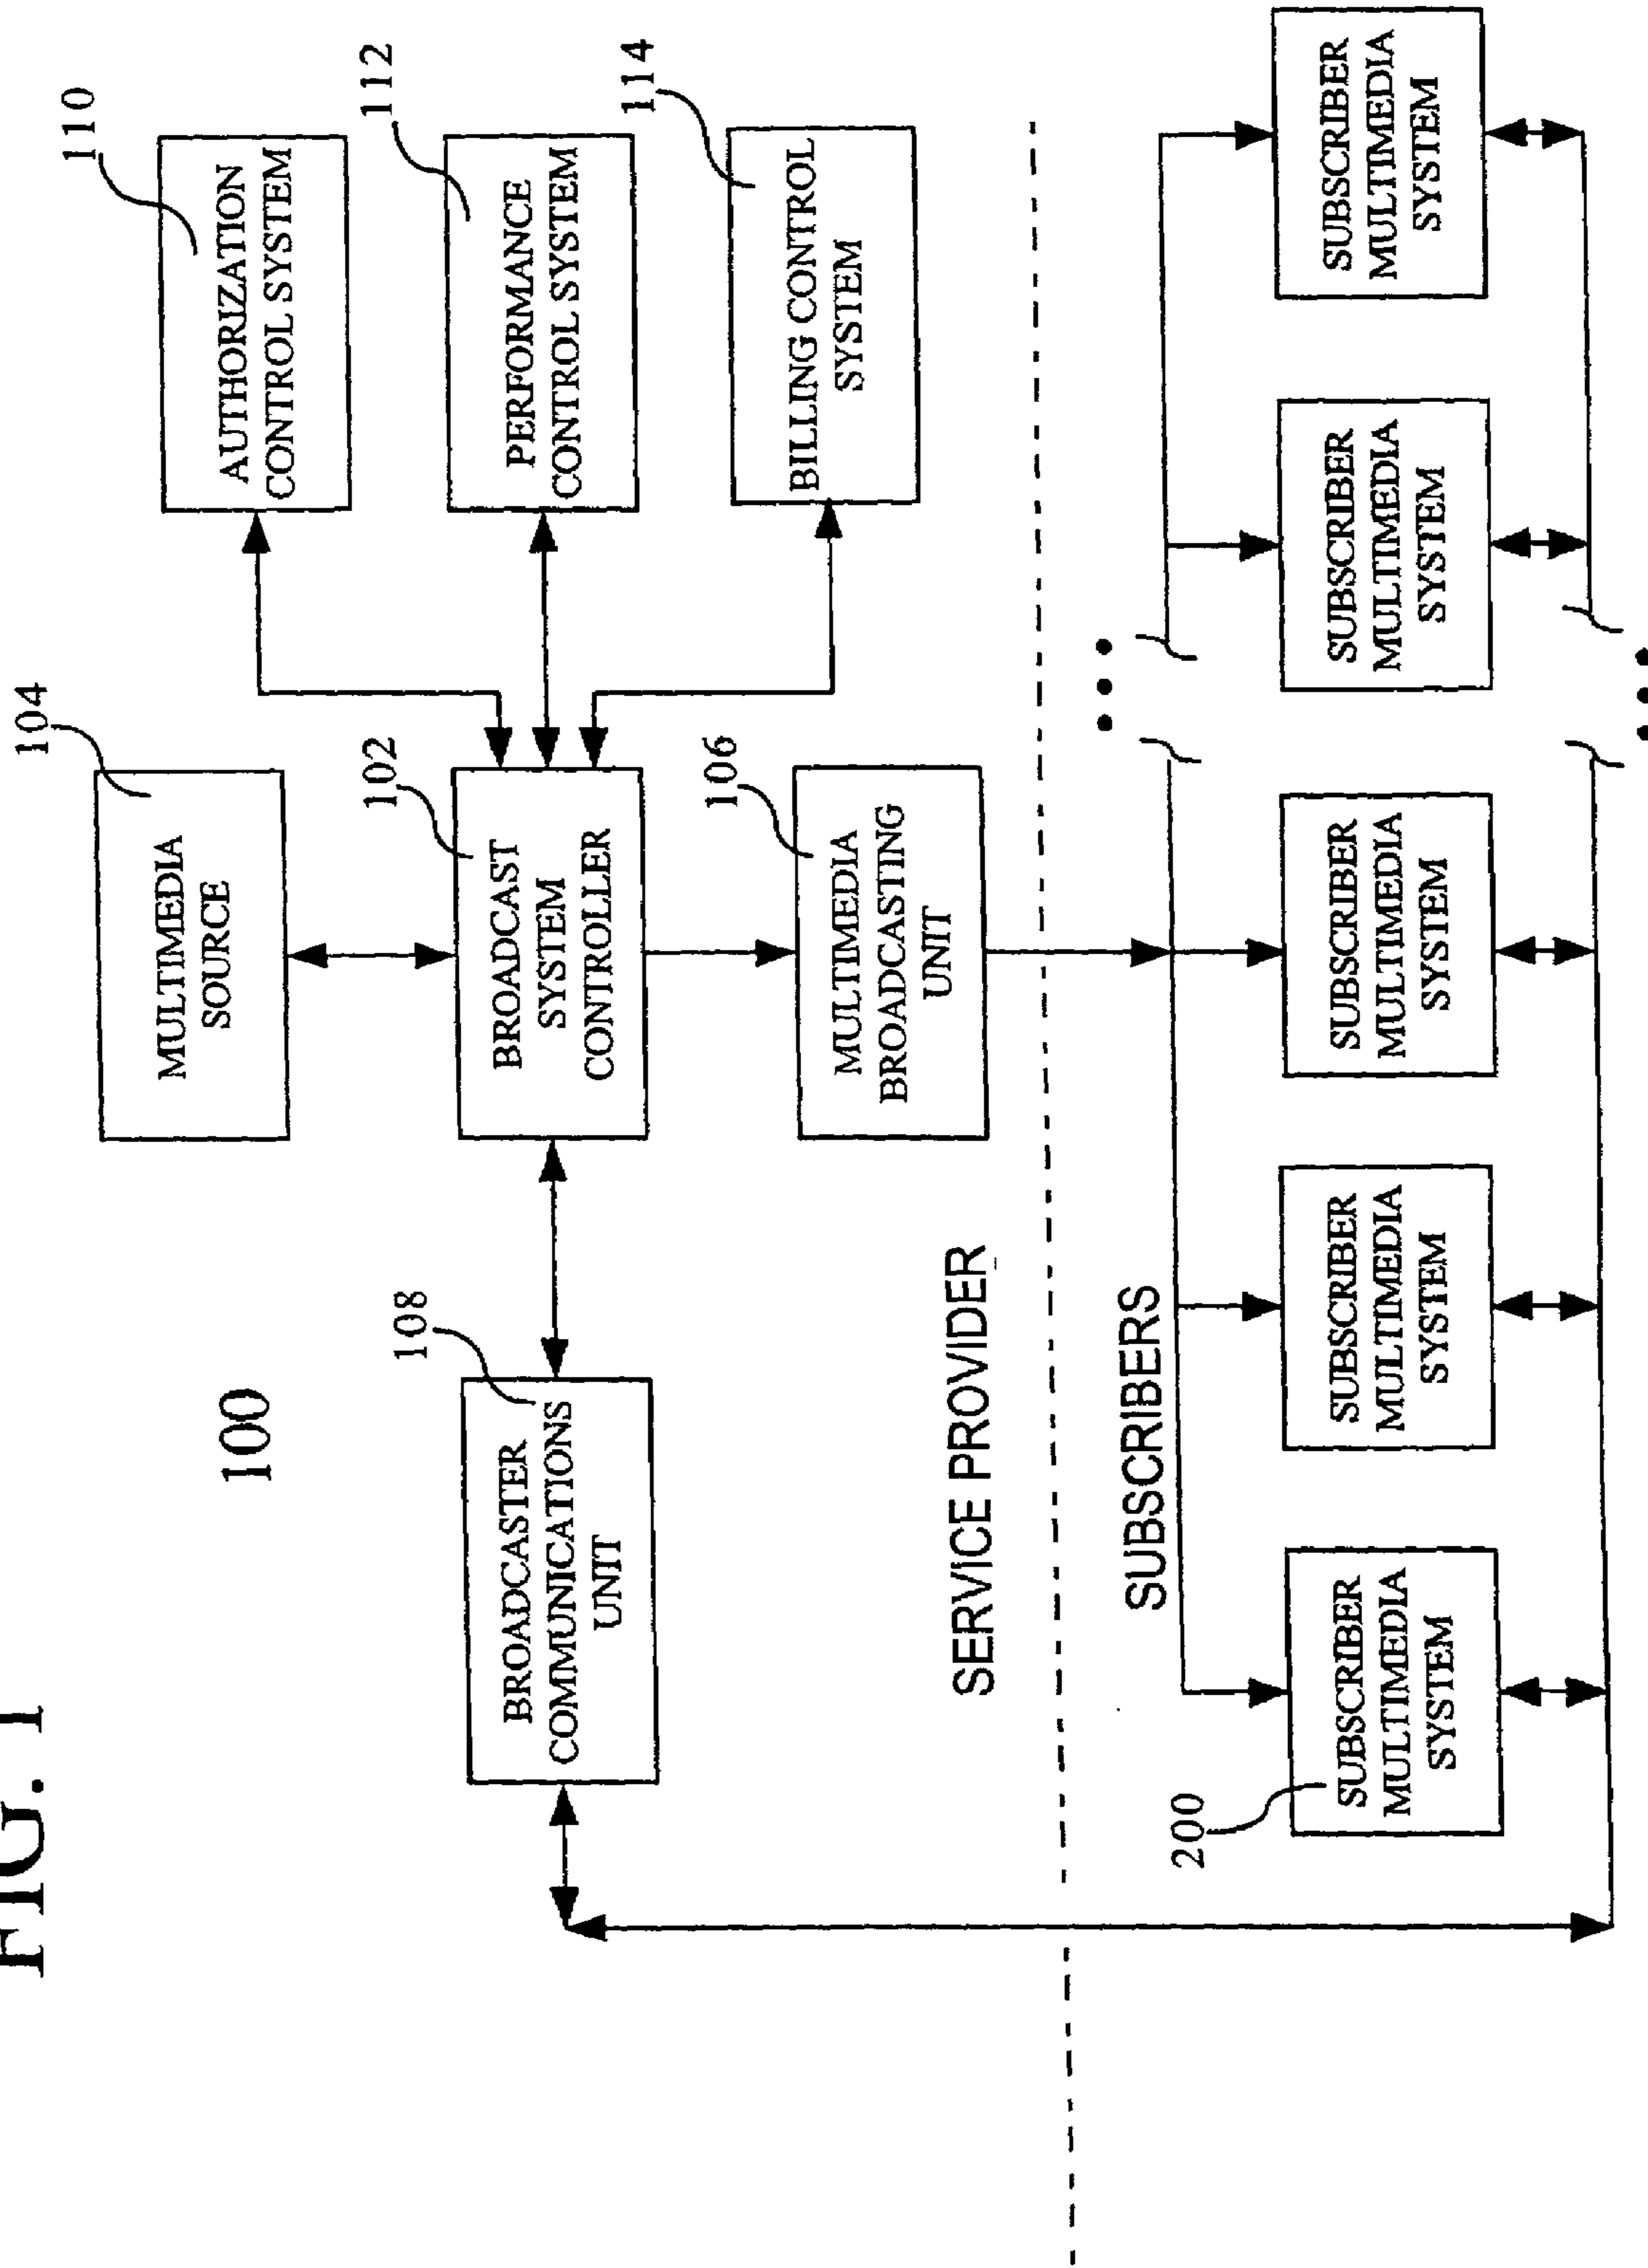 FIG. 1
100
104
MULTIMEDIA
SOURCE
110
AUTHORIZATION
CONTROL SYSTEM
108
BROADCASTER
COMMUNICATIONS
UNIT
102
BROADCAST
SYSTEM
CONTROLLER
112
PERFORMANCE
CONTROL SYSTEM
106
MULTIMEDIA
BROADCASTING
UNIT
114
BILLING CONTROL
SYSTEM
SERVICE PROVIDER
SUBSCRIBERS
200
SUBSCRIBER
MULTIMEDIA
SYSTEM
SUBSCRIBER
MULTIMEDIA
SYSTEM
SUBSCRIBER
MULTIMEDIA
SYSTEM
SUBSCRIBER
MULTIMEDIA
SYSTEM
SUBSCRIBER
MULTIMEDIA
SYSTEM